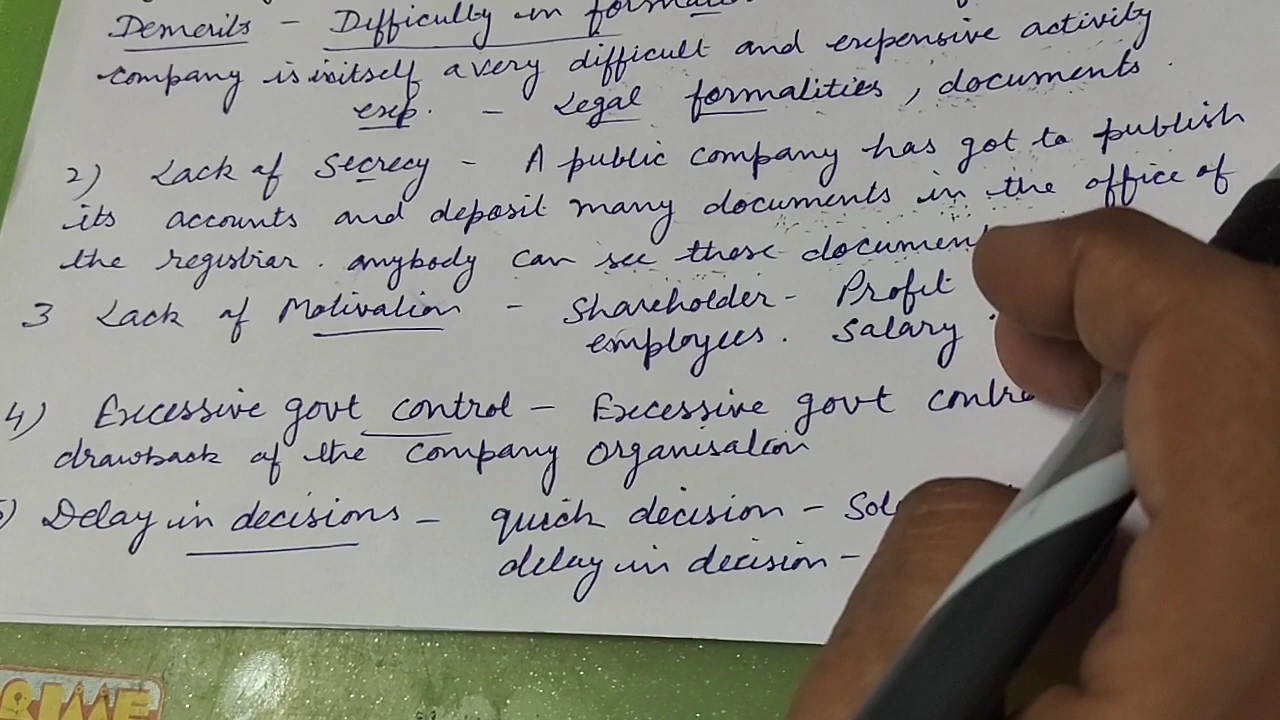 Demerits - Difficulty in
company is initself a very difficult and expensive activity
exp. - Legal formalities, documents.
2) Lack of Secrecy - A public company has got to publish
its accounts and deposit many documents in the office of
the registrar. anybody can see these
3 Lack of Motivation - Shareholder - Profit
employees. Salary
4) Excessive govt control - Excessive govt
drawback of the company organisation
Delay in decisions - quick decision -
delay in decision -